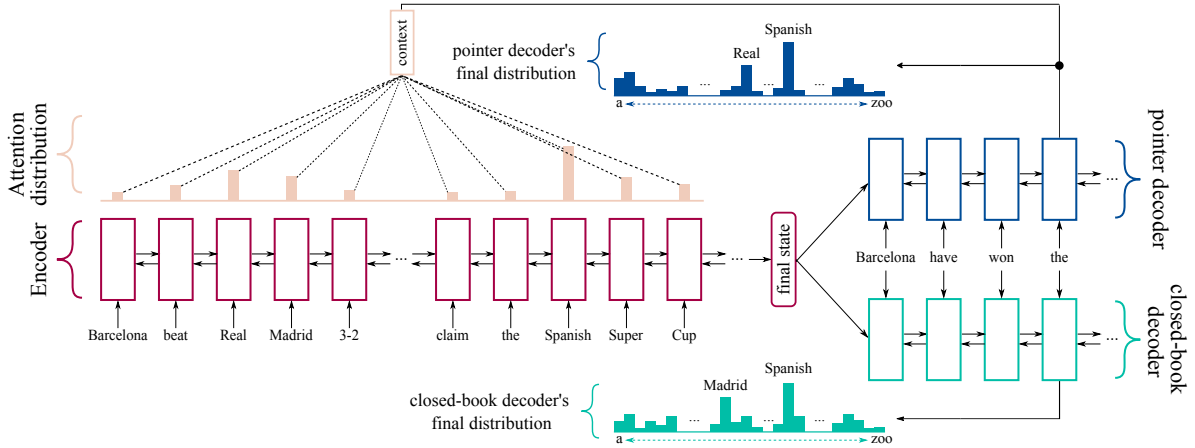 context
pointer decoder's
final distribution
Real
Spanish
...
...
a
zoo
Attention
distribution
Encoder
...
...
final state
Barcelona
beat
Real
Madrid
3-2
claim
the
Spanish
Super
Cup
...
pointer decoder
Barcelona
have
won
the
...
closed-book
decoder
closed-book decoder's
final distribution
Madrid
Spanish
...
...
a
zoo